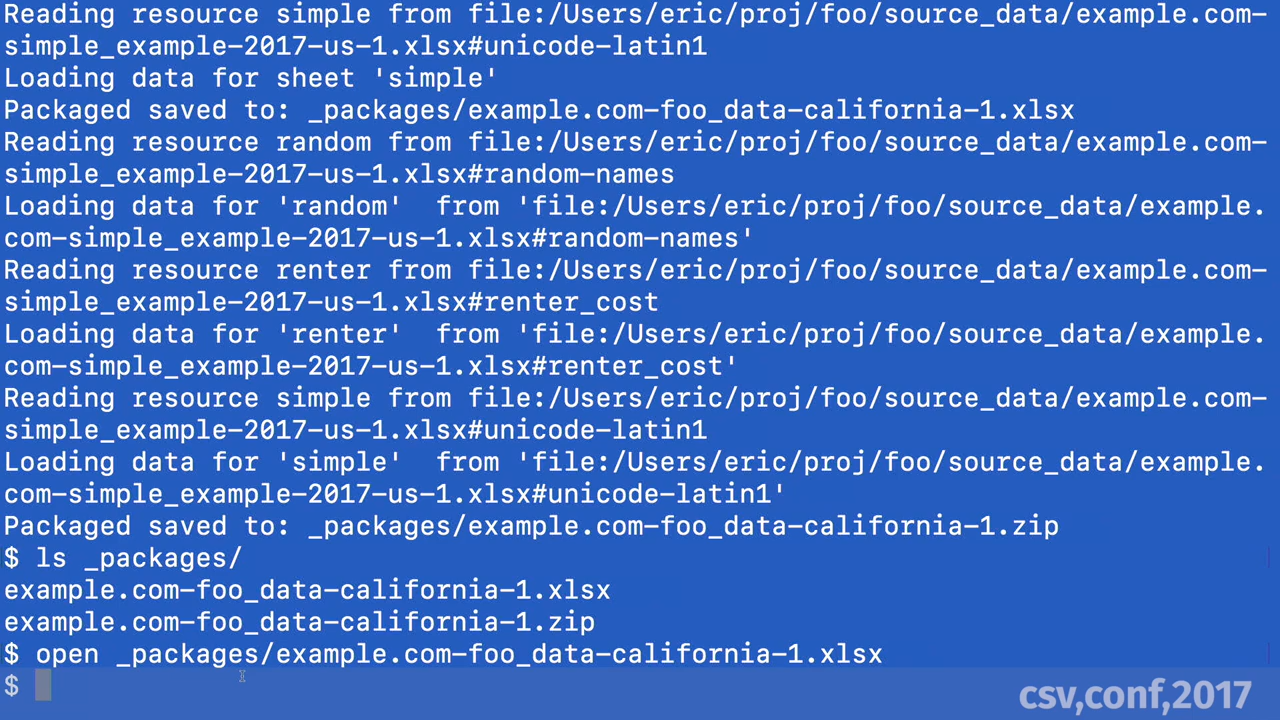 Reading resource simple from file:/Users/eric/proj/foo/source_data/example.com-
simple_example-2017-us-1.xlsx#unicode-latin1
Loading data for sheet 'simple'
Packaged saved to: _packages/example.com-foo_data-california-1.xlsx
Reading resource random from file:/Users/eric/proj/foo/source_data/example.com-
simple_example-2017-us-1.xlsx#random-names
Loading data for 'random'  from 'file:/Users/eric/proj/foo/source_data/example.
com-simple_example-2017-us-1.xlsx#random-names'
Reading resource renter from file:/Users/eric/proj/foo/source_data/example.com-
simple_example-2017-us-1.xlsx#renter_cost
Loading data for 'renter'  from 'file:/Users/eric/proj/foo/source_data/example.
com-simple_example-2017-us-1.xlsx#renter_cost'
Reading resource simple from file:/Users/eric/proj/foo/source_data/example.com-
simple_example-2017-us-1.xlsx#unicode-latin1
Loading data for 'simple'  from 'file:/Users/eric/proj/foo/source_data/example.
com-simple_example-2017-us-1.xlsx#unicode-latin1'
Packaged saved to: _packages/example.com-foo_data-california-1.zip
$ ls _packages/
example.com-foo_data-california-1.xlsx
example.com-foo_data-california-1.zip
$ open _packages/example.com-foo_data-california-1.xlsx
$
csv,conf,2017